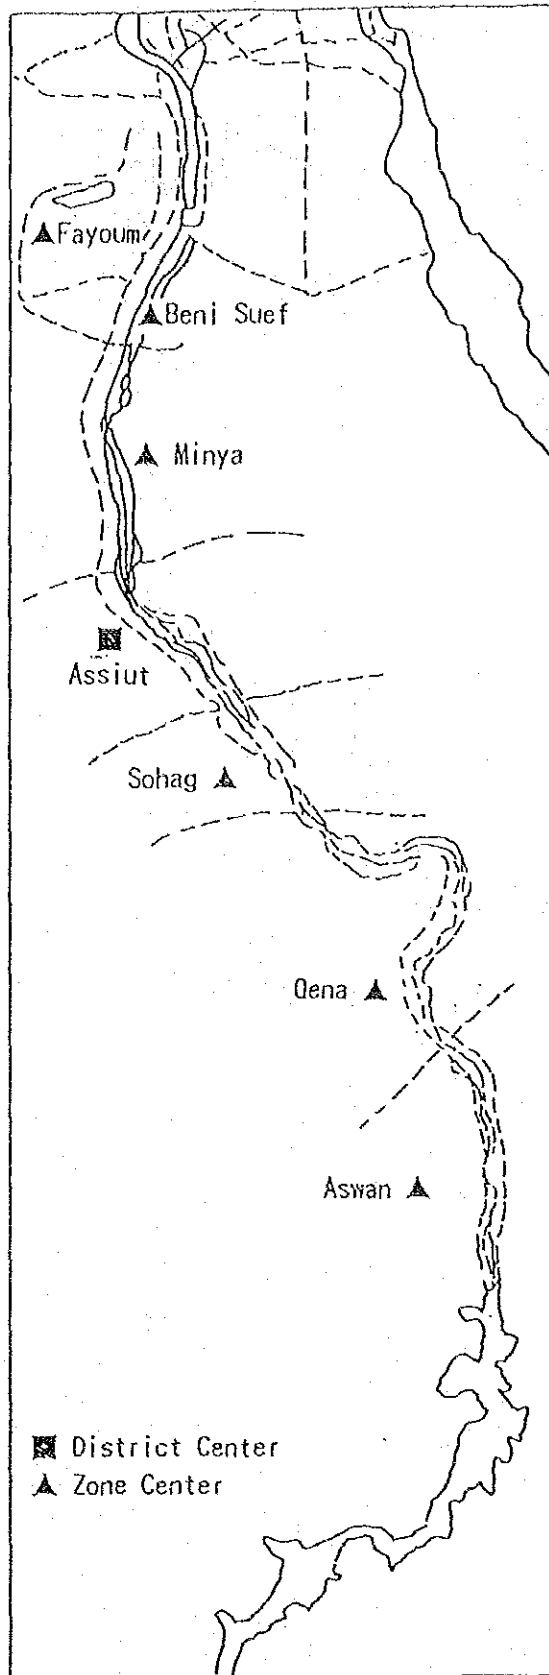 Fayoum
Beni Suef
Minya
Assiut
Sohag
Qena
Aswan
District Center
Zone Center